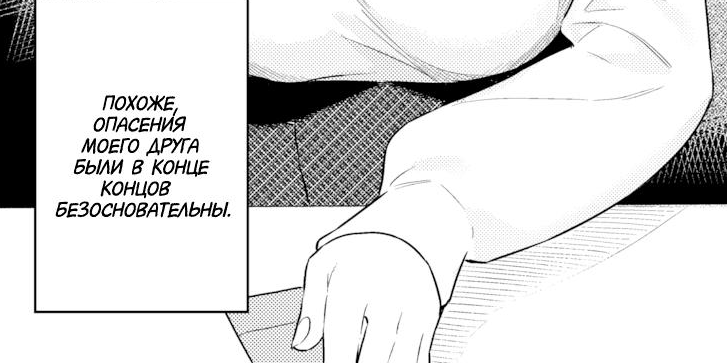 ПОХОЖЕ,
ОПАСЕНИЯ
МОЕГО ДРУГА
БЫЛИ В КОНЦЕ
КОНЦОВ
БЕЗОСНОВАТЕЛЬНЫ.